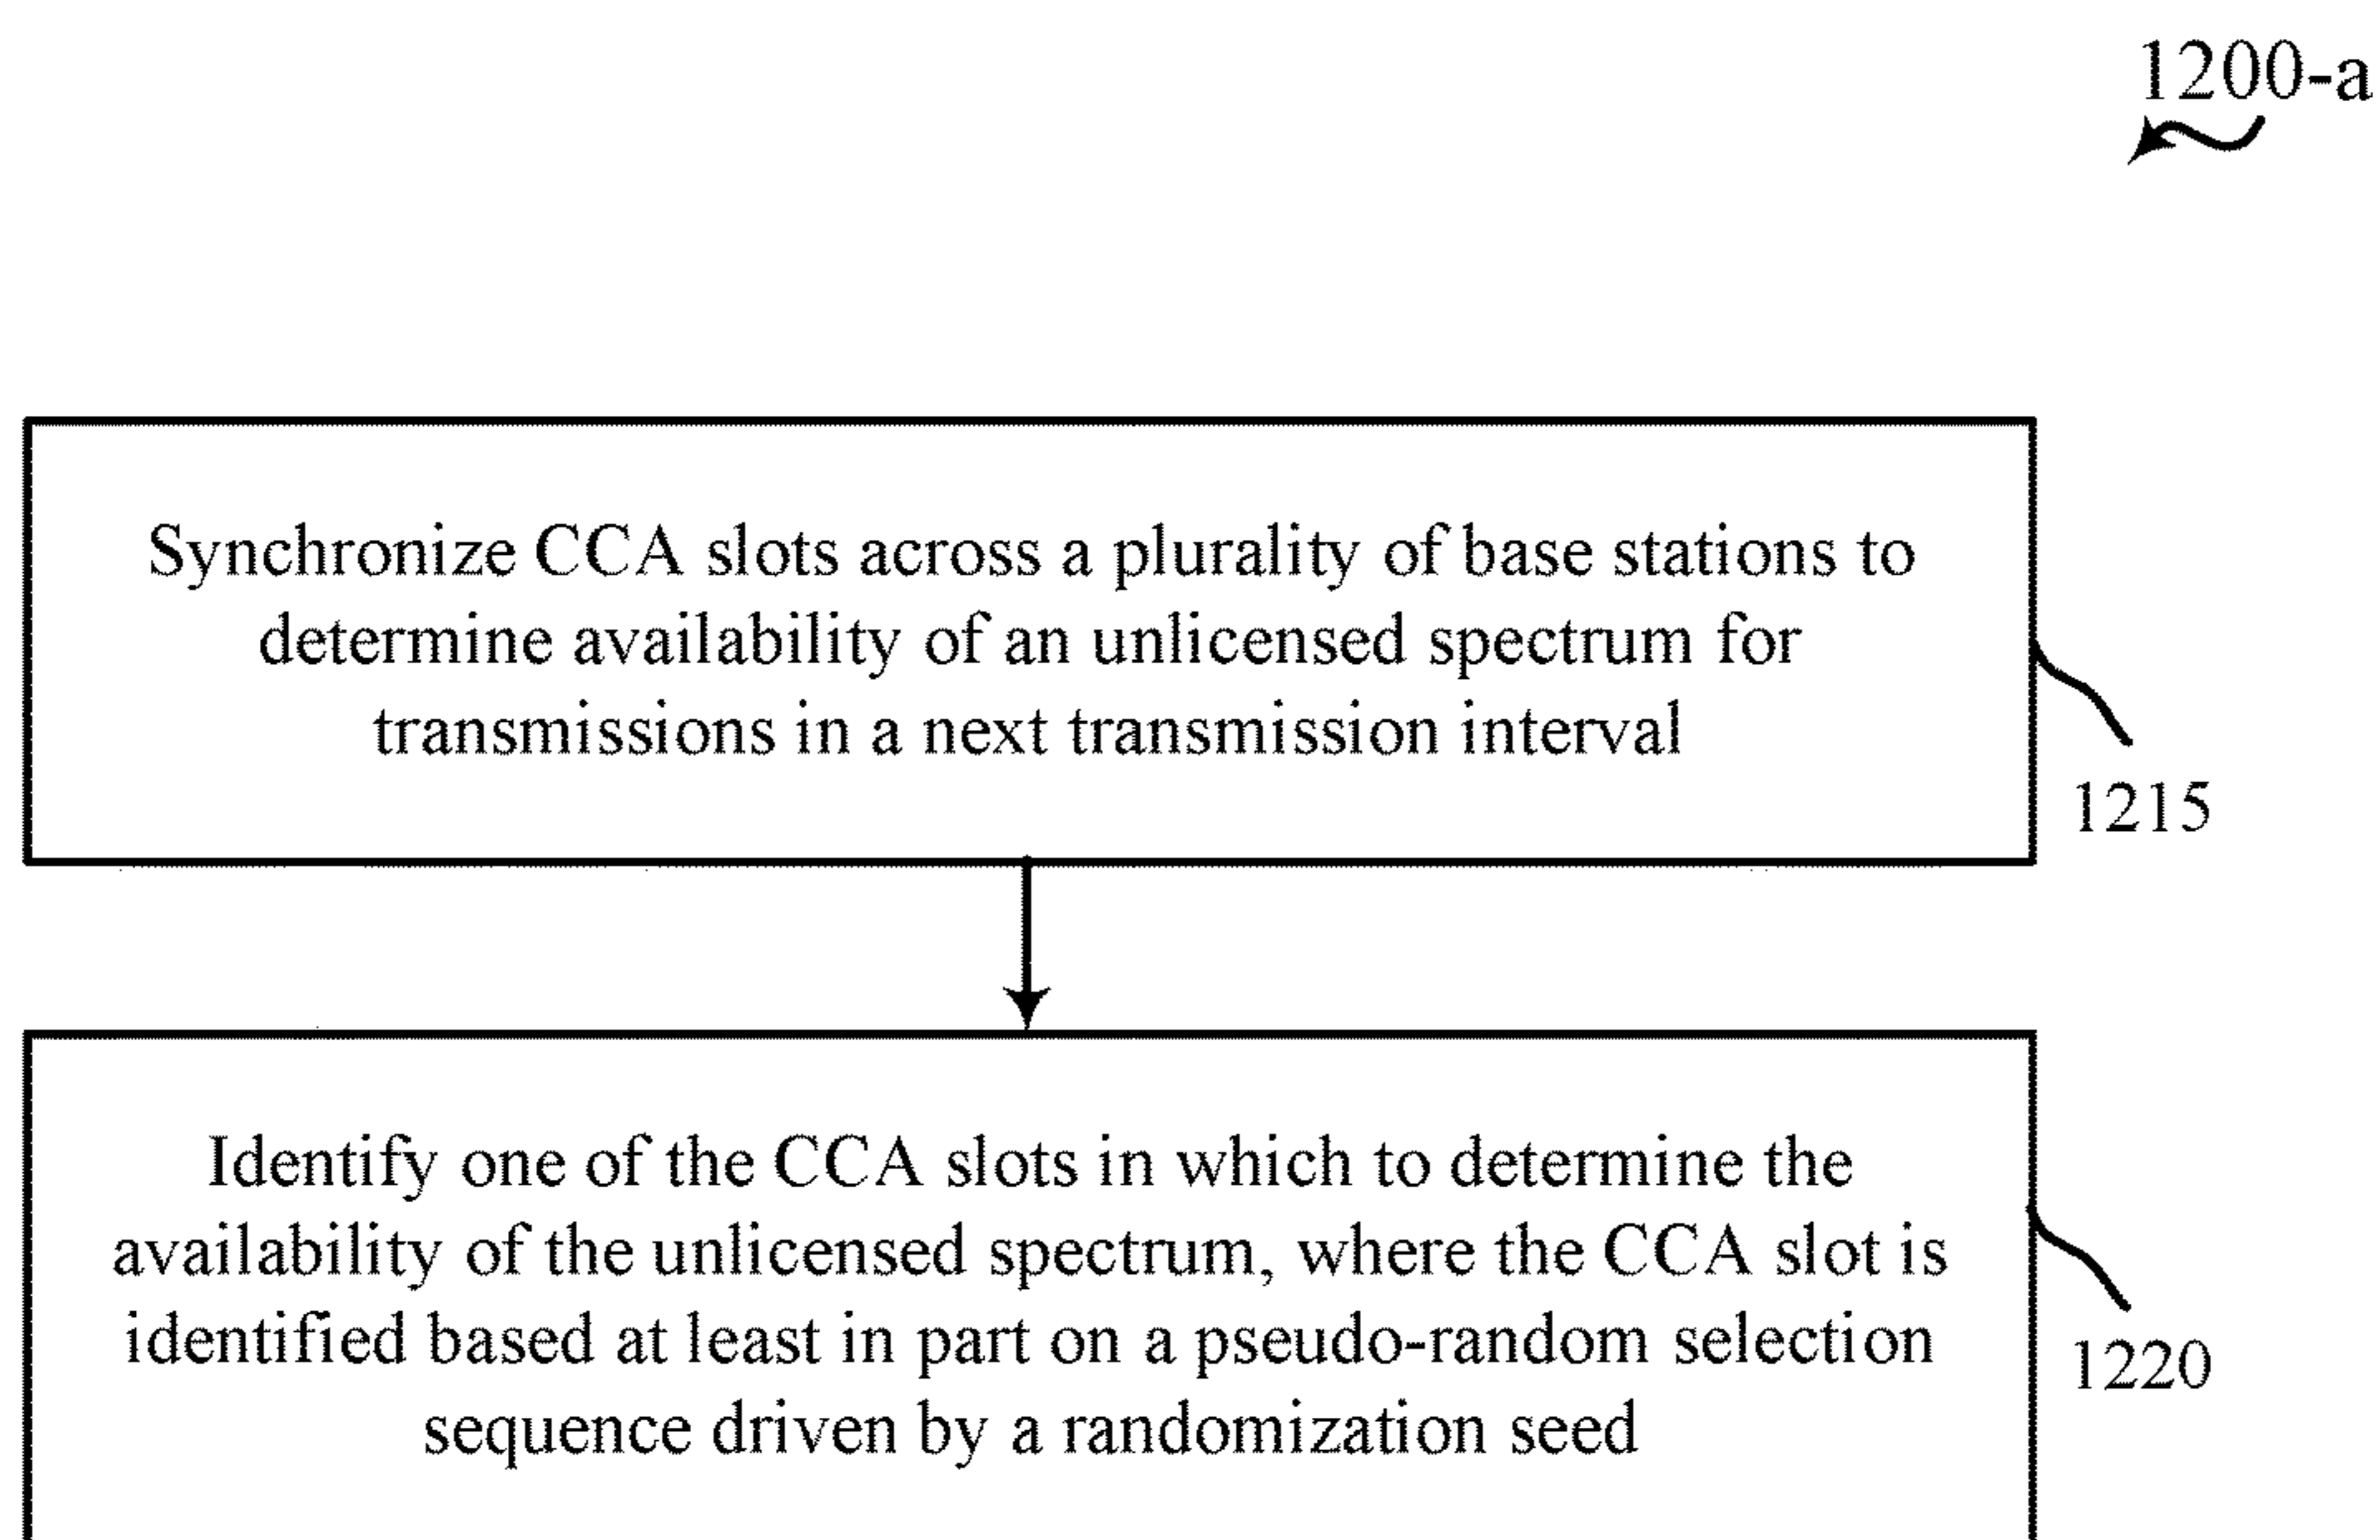 1200-a
Synchronize CCA slots across a plurality of base stations to
determine availability of an unlicensed spectrum for
transmissions in a next transmission interval
1215
Identify one of the CCA slots in which to determine the
availability of the unlicensed spectrum, where the CCA slot is
identified based at least in part on a pseudo-random selection
sequence driven by a randomization seed
1220